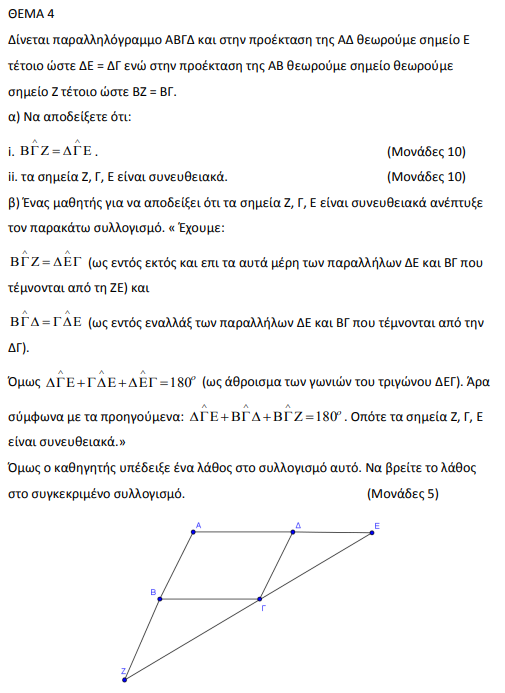 ΘΕΜΑ 4
Δίνεται παραλληλόγραμμο ΑΒΓΔ και στην προέκταση της ΑΔ θεωρούμε σημείο Ε
τέτοιο ώστε ΔΕ = ΔΓ ενώ στην προέκταση της ΑΒ θεωρούμε σημείο θεωρούμε
σημείο Ζ τέτοιο ώστε ΒΖ = ΒΓ.
α) Να αποδείξετε ότι:
i. ΒΓ̂Ζ = ΔΓ̂Ε . (Μονάδες 10)
ii. τα σημεία Ζ, Γ, Ε είναι συνευθειακά. (Μονάδες 10)
β) Ένας μαθητής για να αποδείξει ότι τα σημεία Ζ, Γ, Ε είναι συνευθειακά ανέπτυξε
τον παρακάτω συλλογισμό. « Έχουμε:
ΒΓ̂Ζ = ΔΕ̂Γ (ως εντός εκτός και επι τα αυτά μέρη των παραλλήλων ΔΕ και ΒΓ που
τέμνονται από τη ΖΕ) και
ΒΓ̂Δ = ΓΔ̂Ε (ως εντός εναλλάξ των παραλλήλων ΔΕ και ΒΓ που τέμνονται από την
ΔΓ).
Όμως ΔΓ̂Ε + ΓΔ̂Ε + ΔΕ̂Γ = 180° (ως άθροισμα των γωνιών του τριγώνου ΔΕΓ). Άρα
σύμφωνα με τα προηγούμενα: ΔΓ̂Ε + ΒΓ̂Δ + ΒΓ̂Ζ = 180° . Οπότε τα σημεία Ζ, Γ, Ε
είναι συνευθειακά.»
Όμως ο καθηγητής υπέδειξε ένα λάθος στο συλλογισμό αυτό. Να βρείτε το λάθος
στο συγκεκριμένο συλλογισμό. (Μονάδες 5)
Α Δ Ε
Β Γ
Ζ